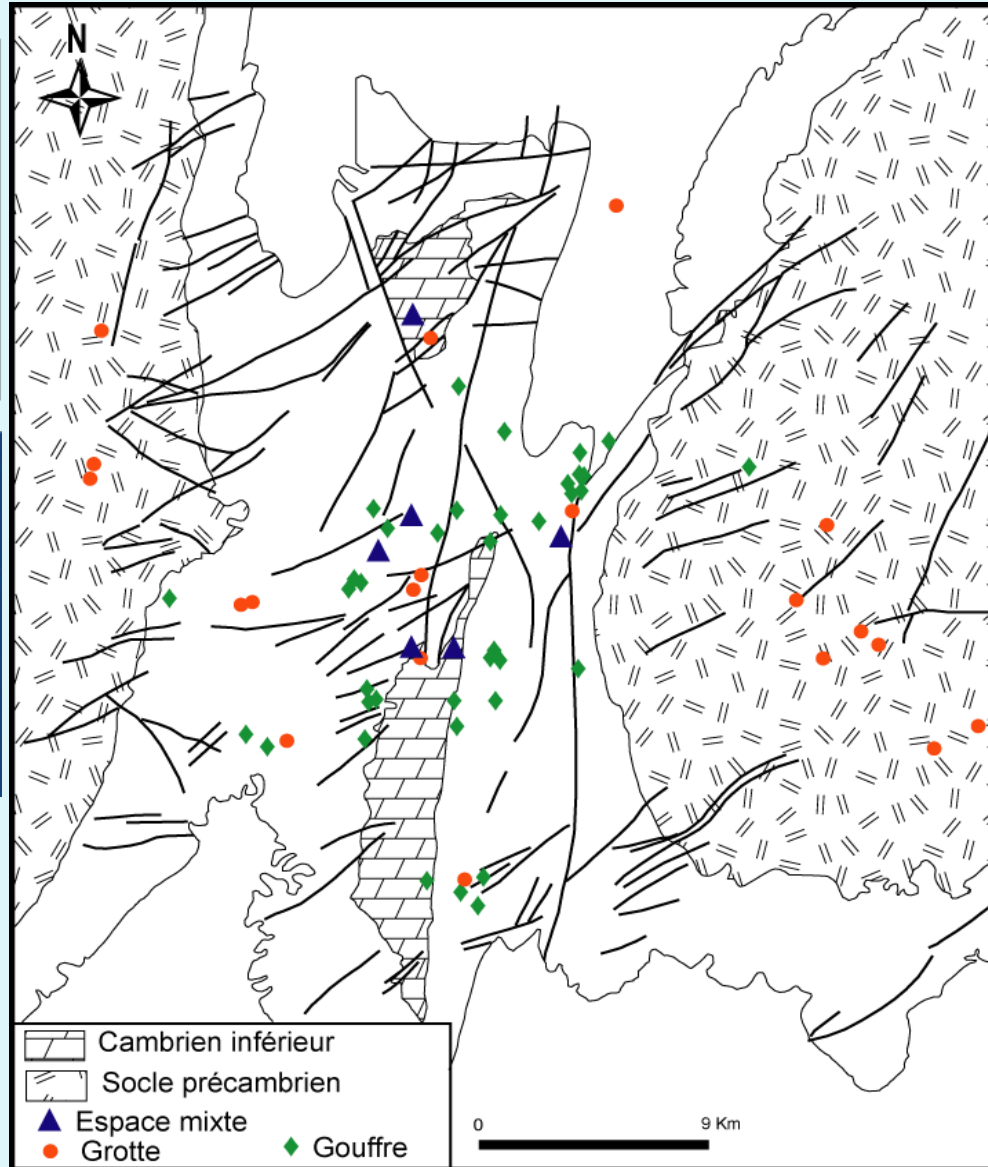 N
Cambrien inférieur
Socle précambrien
Espace mixte
Grotte
Gouffre
0 9 Km